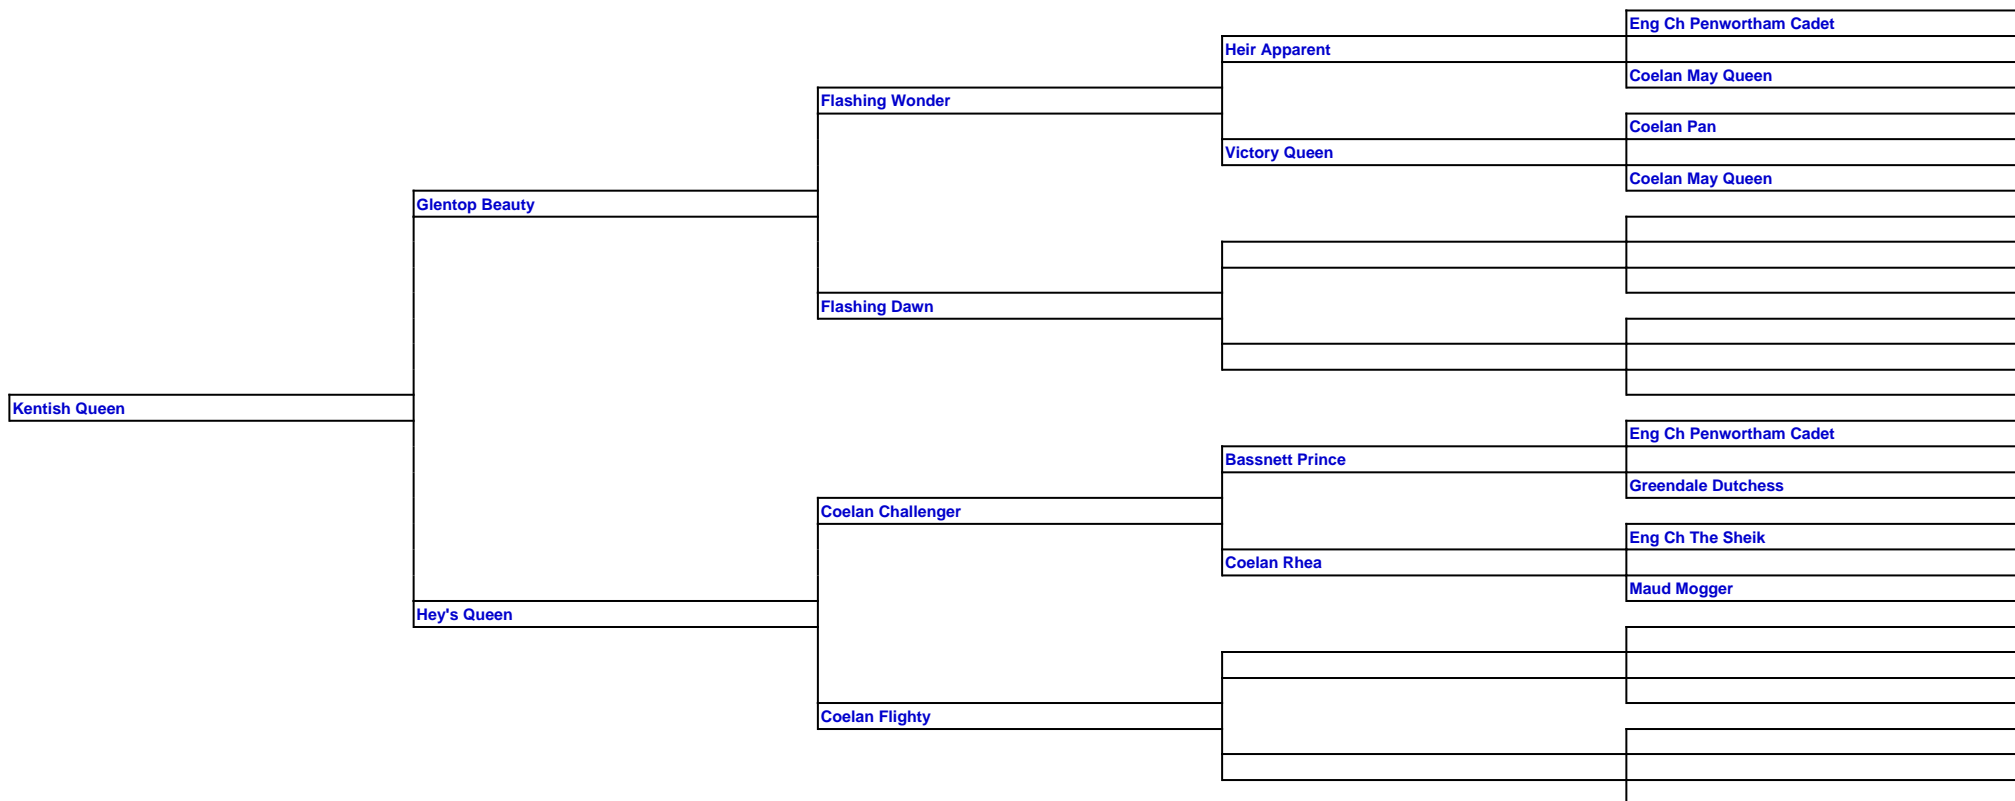 Eng Ch Penwortham Cadet
Heir Apparent
Coelan May Queen
Flashing Wonder
Coelan Pan
Victory Queen
Coelan May Queen
Glentop Beauty
Flashing Dawn
Kentish Queen
Eng Ch Penwortham Cadet
Bassnett Prince
Greendale Dutchess
Coelan Challenger
Eng Ch The Sheik
Coelan Rhea
Maud Mogger
Hey's Queen
Coelan Flighty